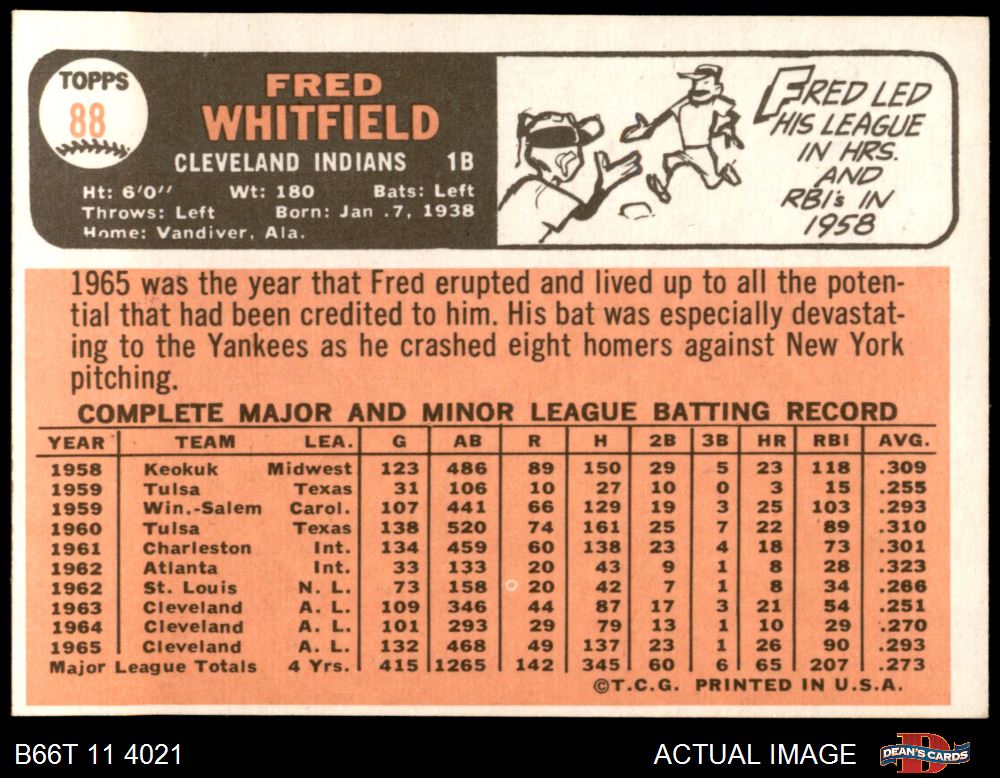 TOPPS
88
FRED
WHITFIELD
CLEVELAND INDIANS 1B
Ht: 6'0" Wt: 180 Bats: Left
Throws: Left Born: Jan .7, 1938
Home: Vandiver, Ala.
FRED LED
HIS LEAGUE
IN HRS.
AND
RBI's IN
1958
1965 was the year that Fred erupted and lived up to all the poten-
tial that had been credited to him. His bat was especially devastat-
ing to the Yankees as he crashed eight homers against New York
pitching.
COMPLETE MAJOR AND MINOR LEAGUE BATTING RECORD
YEAR TEAM LEA. G AB R H 2B 3B HR RBI AVG.
1958 Keokuk Midwest 123 486 89 150 29 5 23 118 .309
1959 Tulsa Texas 31 106 10 27 10 0 3 15 .255
1959 Win.-Salem Carol. 107 441 66 129 19 3 25 103 .293
1960 Tulsa Texas 138 520 74 161 25 7 22 89 .310
1961 Charleston Int. 134 459 60 138 23 4 18 73 .301
1962 Atlanta Int. 33 133 20 43 9 1 8 28 .323
1962 St. Louis N. L. 73 158 20 42 7 1 8 34 .266
1963 Cleveland A. L. 109 346 44 87 17 3 21 54 .251
1964 Cleveland A. L. 101 293 29 79 13 1 10 29 .270
1965 Cleveland A. L. 132 468 49 137 23 1 26 90 .293
Major League Totals 4 Yrs. 415 1265 142 345 60 6 65 207 .273
©T.C.G. PRINTED IN U.S.A.
B66T 11 4021
ACTUAL IMAGE
DEAN'S CARDS